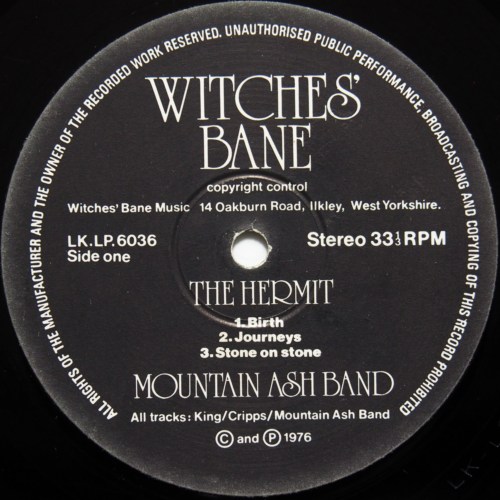 ALL RIGHTS OF THE MANUFACTURER AND THE OWNER OF THE RECORDED WORK RESERVED. UNAUTHORISED PUBLIC PERFORMANCE, BROADCASTING AND COPYING OF THIS RECORD PROHIBITED
WITCHES'
BANE
copyright control
Witches' Bane Music 14 Oakburn Road, Ilkley, West Yorkshire.
LK.LP.6036 Stereo 33⅓ RPM
Side one
THE HERMIT
1. Birth
2. Journeys
3. Stone on stone
MOUNTAIN ASH BAND
All tracks: King/Cripps/Mountain Ash Band
© and ℗ 1976